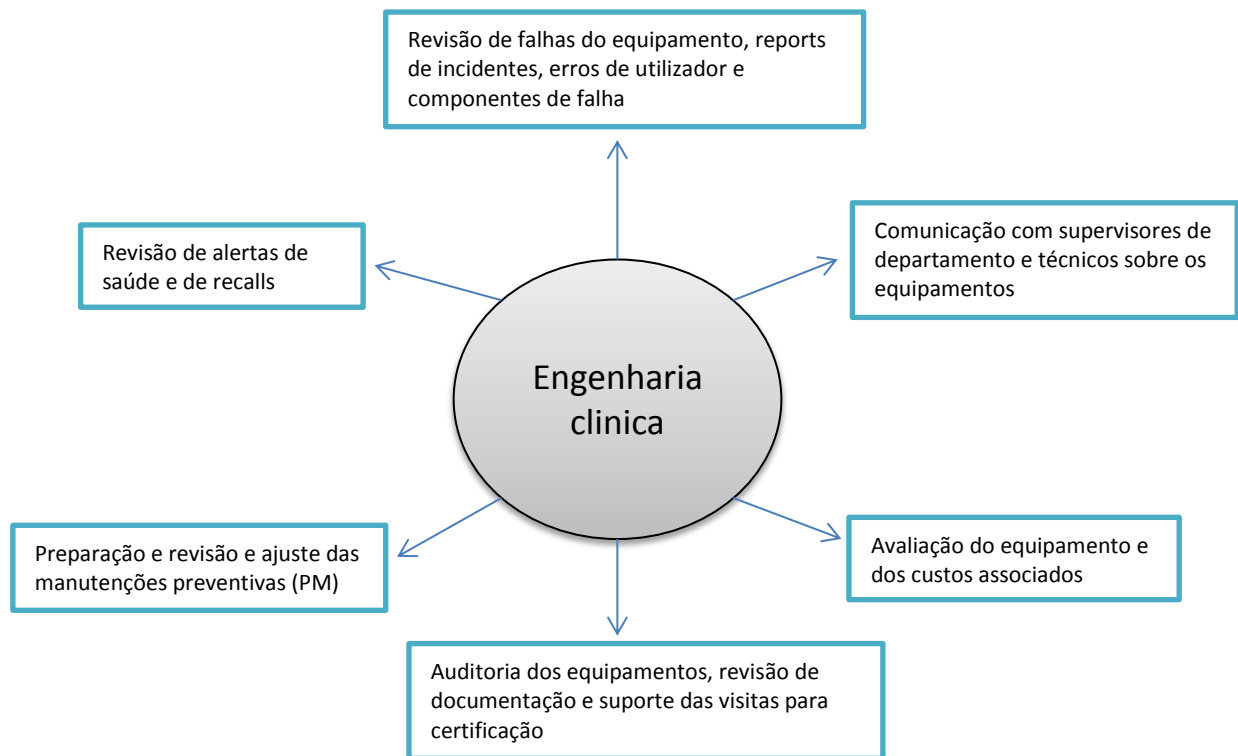 Revisão de falhas do equipamento, reports
de incidentes, erros de utilizador e
componentes de falha
Revisão de alertas de
saúde e de recalls
Comunicação com supervisores de
departamento e técnicos sobre os
equipamentos
Engenharia
clinica
Preparação e revisão e ajuste das
manutenções preventivas (PM)
Avaliação do equipamento e
dos custos associados
Auditoria dos equipamentos, revisão de
documentação e suporte das visitas para
certificação